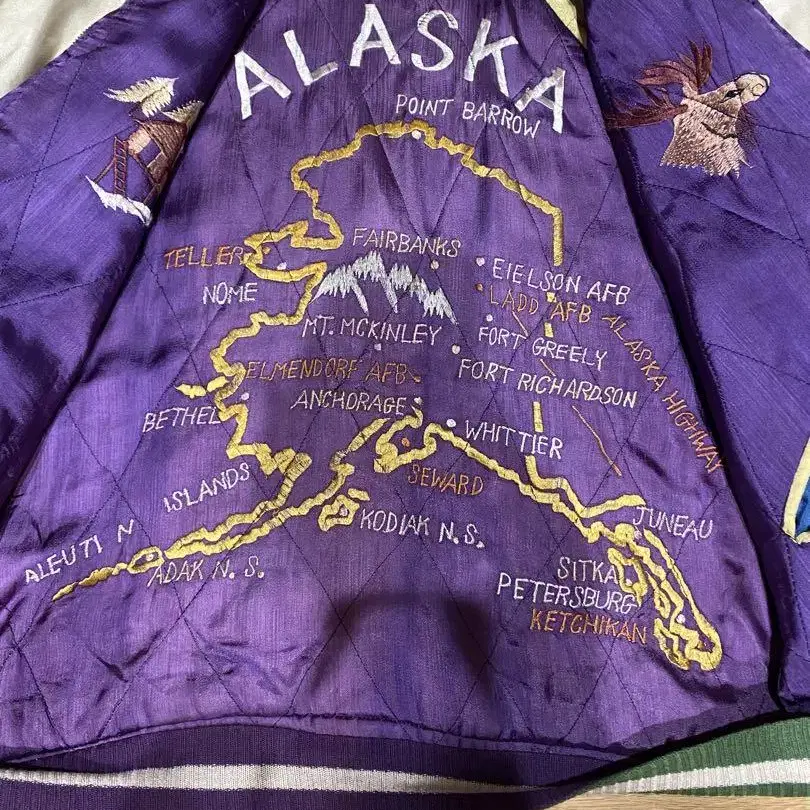 ALASKA
POINT BARROW
TELLER
FAIRBANKS
EIELSON AFB
NOME
LADD AFB
ALASKA HIGHWAY
MT. MCKINLEY
FORT GREELY
ELMENDORF AFB
FORT RICHARDSON
ANCHORAGE
BETHEL
WHITTIER
ISLANDS
SEWARD
KODIAK N.S.
JUNEAU
ALEUTI N
ADAK N.S.
SITKA
PETERSBURG
KETCHIKAN